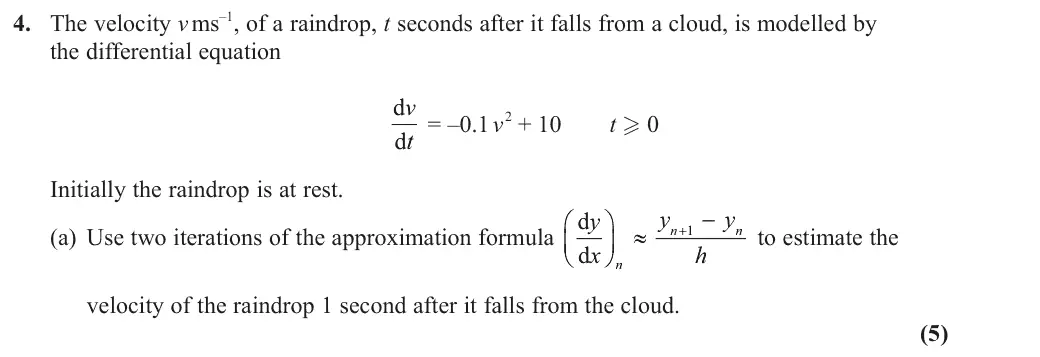 4. The velocity v ms⁻¹, of a raindrop, t seconds after it falls from a cloud, is modelled by
the differential equation
dv/dt = –0.1v² + 10 t ⩾ 0
Initially the raindrop is at rest.
(a) Use two iterations of the approximation formula (dy/dx)ₙ ≈ (yₙ₊₁ − yₙ)/h to estimate the
velocity of the raindrop 1 second after it falls from the cloud.
(5)